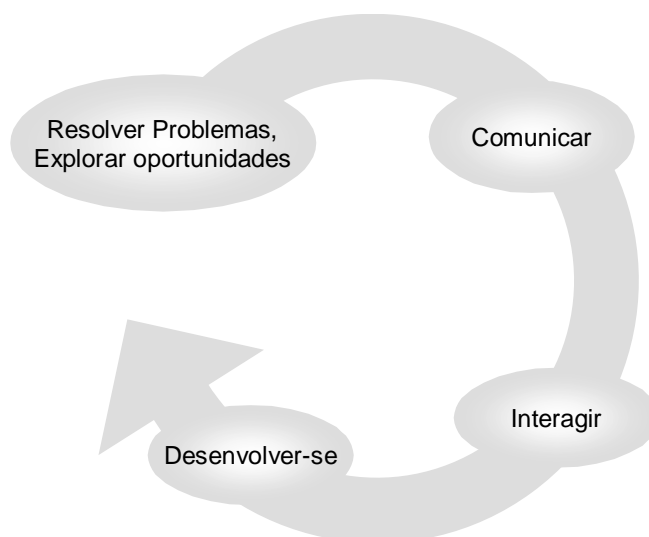 Resolver Problemas,
Explorar oportunidades
Comunicar
Interagir
Desenvolver-se